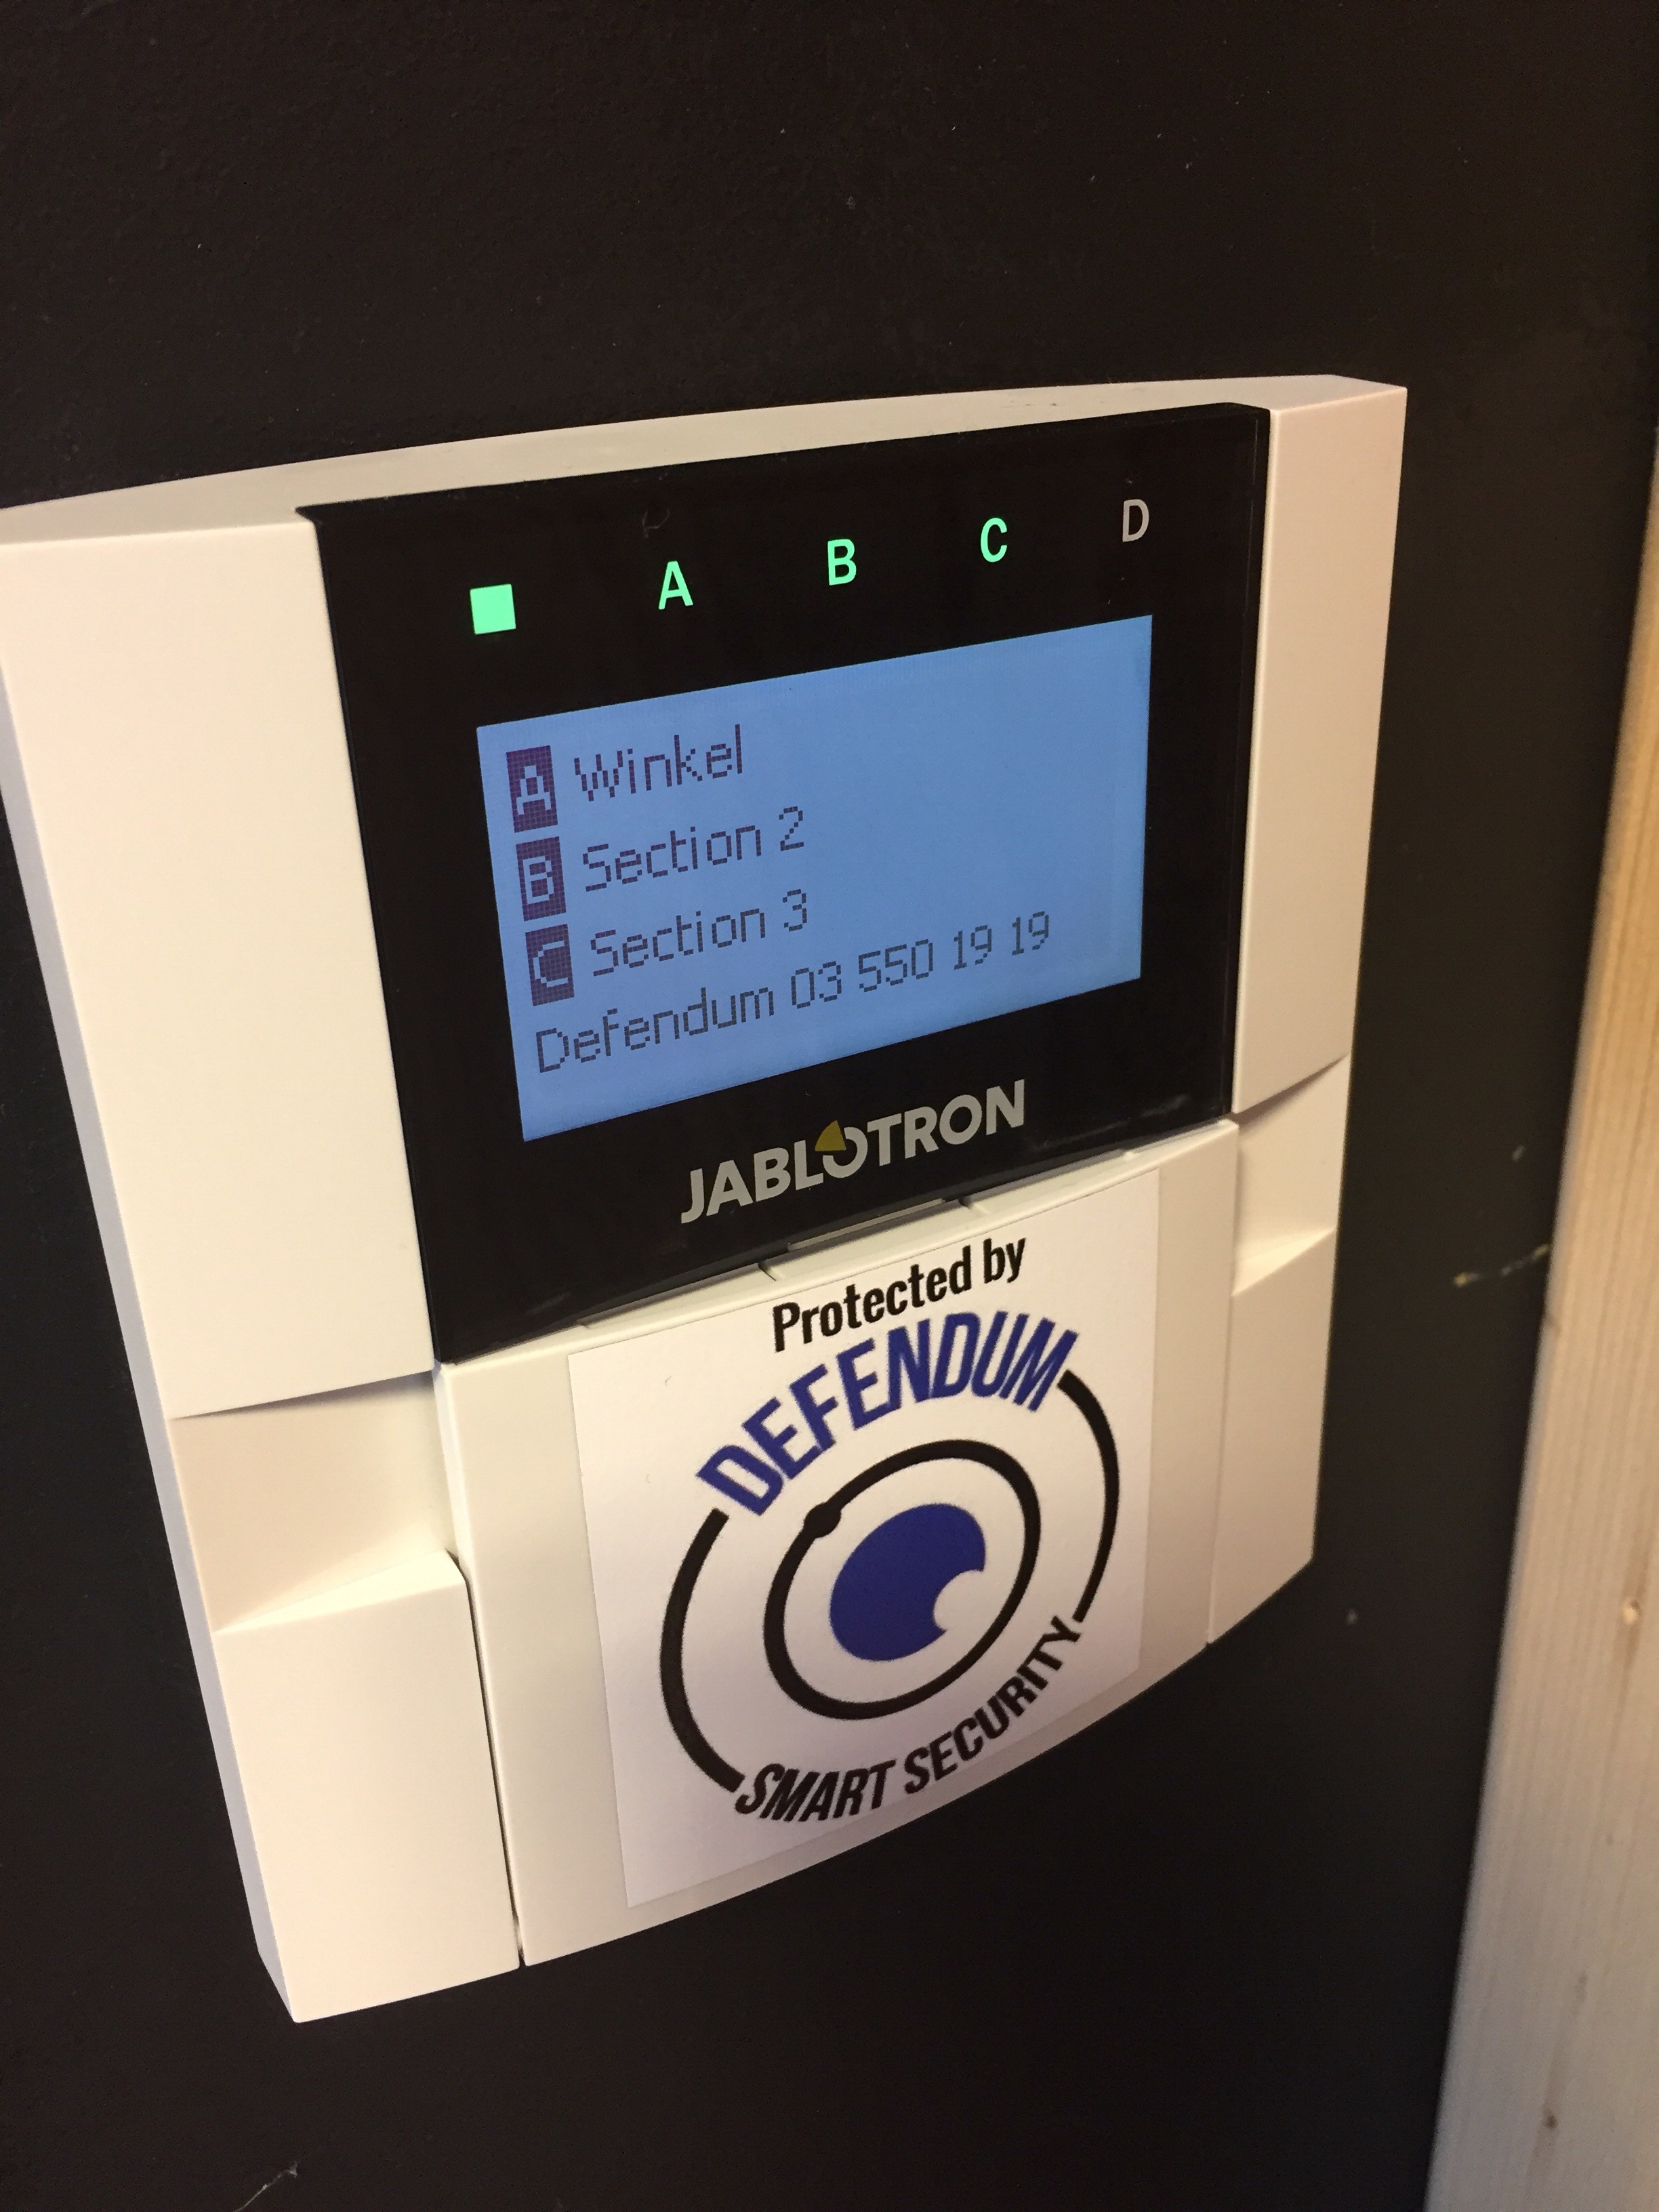 A B C D
A Winkel
B Section 2
C Section 3
Defendum 03 550 19 19
JABLOTRON
Protected by
DEFENDUM
SMART SECURITY